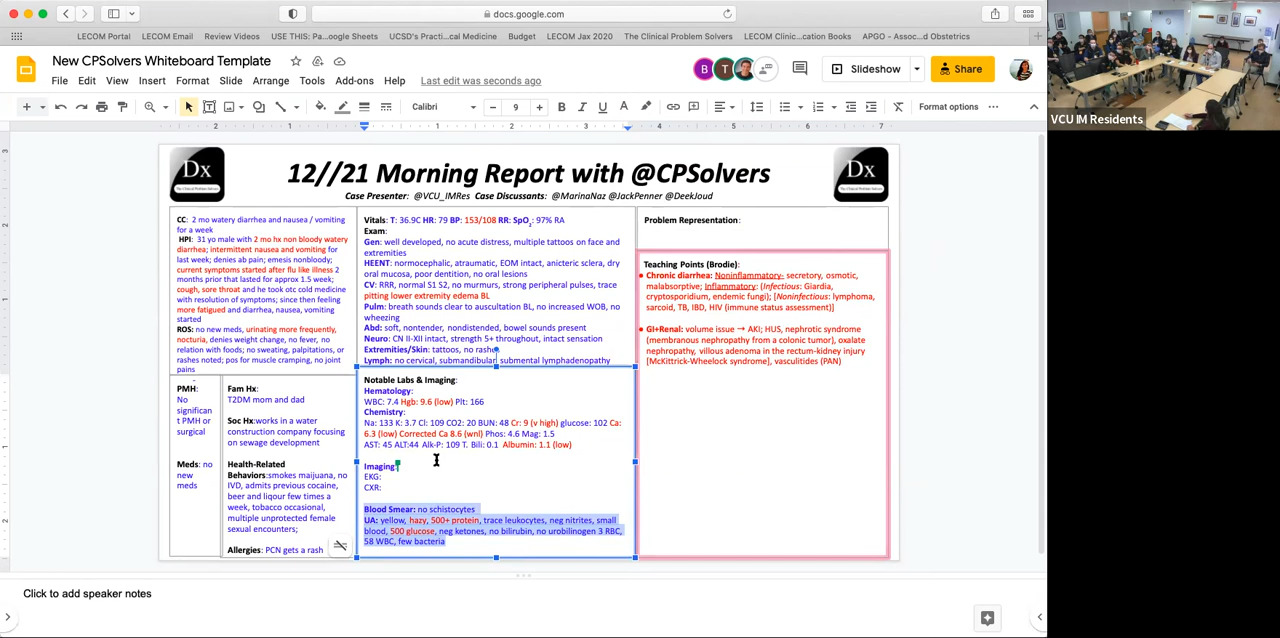 docs.google.com
LECOM Portal LECOM Email Review Videos USE THIS: Pa...oogle Sheets UCSD's Practi...cal Medicine Budget LECOM Jax 2020 The Clinical Problem Solvers LECOM Clinic...cation Books APGO - Assoc...d Obstetrics
New CPSolvers Whiteboard Template
File Edit View Insert Format Slide Arrange Tools Add-ons Help Last edit was seconds ago
B T Slideshow Share
Calibri 9 B I U A Format options
2 1 1 2 3 4 5 6 7
12//21 Morning Report with @CPSolvers
Case Presenter: @VCU_IMRes Case Discussants: @MarinaNaz @JackPenner @DeekJoud
Dx
The Clinical Problem Solvers
Dx
The Clinical Problem Solvers
CC: 2 mo watery diarrhea and nausea / vomiting
for a week
HPI: 31 yo male with 2 mo hx non bloody watery
diarrhea; intermittent nausea and vomiting for
last week; denies ab pain; emesis nonbloody;
current symptoms started after flu like illness 2
months prior that lasted for approx 1.5 week;
cough, sore throat and he took otc cold medicine
with resolution of symptoms; since then feeling
more fatigued and diarrhea, nausea, vomiting
started
ROS: no new meds, urinating more frequently,
nocturia, denies weight change, no fever, no
relation with foods; no sweating, palpitations, or
rashes noted; pos for muscle cramping, no joint
pains
PMH:
No
significan
t PMH or
surgical
Meds: no
new
meds
Fam Hx:
T2DM mom and dad
Soc Hx:works in a water
construction company focusing
on sewage development
Health-Related
Behaviors:smokes maijuana, no
IVD, admits previous cocaine,
beer and liqour few times a
week, tobacco occasional,
multiple unprotected female
sexual encounters;
Allergies: PCN gets a rash
Vitals: T: 36.9C HR: 79 BP: 153/108 RR: SpO2: 97% RA
Exam:
Gen: well developed, no acute distress, multiple tattoos on face and
extremities
HEENT: normocephalic, atraumatic, EOM intact, anicteric sclera, dry
oral mucosa, poor dentition, no oral lesions
CV: RRR, normal S1 S2, no murmurs, strong peripheral pulses, trace
pitting lower extremity edema BL
Pulm: breath sounds clear to auscultation BL, no increased WOB, no
wheezing
Abd: soft, nontender, nondistended, bowel sounds present
Neuro: CN II-XII intact, strength 5+ throughout, intact sensation
Extremities/Skin: tattoos, no rashes
Lymph: no cervical, submandibular, submental lymphadenopathy
Notable Labs & Imaging:
Hematology:
WBC: 7.4 Hgb: 9.6 (low) Plt: 166
Chemistry:
Na: 133 K: 3.7 Cl: 109 CO2: 20 BUN: 48 Cr: 9 (v high) glucose: 102 Ca:
6.3 (low) Corrected Ca 8.6 (wnl) Phos: 4.6 Mag: 1.5
AST: 45 ALT:44 Alk-P: 109 T. Bili: 0.1 Albumin: 1.1 (low)
Imaging:
EKG:
CXR:
Blood Smear: no schistocytes
UA: yellow, hazy, 500+ protein, trace leukocytes, neg nitrites, small
blood, 500 glucose, neg ketones, no bilirubin, no urobilinogen 3 RBC,
58 WBC, few bacteria
Problem Representation:
Teaching Points (Brodie):
Chronic diarrhea: Noninflammatory- secretory, osmotic,
malabsorptive; Inflammatory: (Infectious: Giardia,
cryptosporidium, endemic fungi); [Noninfectious: lymphoma,
sarcoid, TB, IBD, HIV (immune status assessment)]
GI+Renal: volume issue → AKI; HUS, nephrotic syndrome
(membranous nephropathy from a colonic tumor), oxalate
nephropathy, villous adenoma in the rectum-kidney injury
[McKittrick-Wheelock syndrome], vasculitides (PAN)
Click to add speaker notes
VCU IM Residents